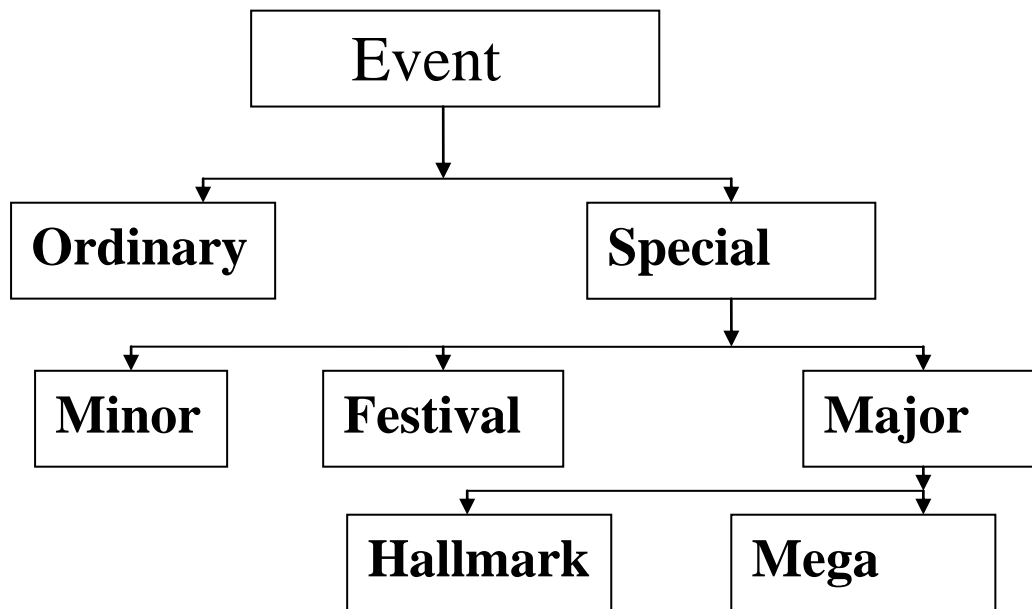 Event
Ordinary
Special
Minor
Festival
Major
Hallmark
Mega